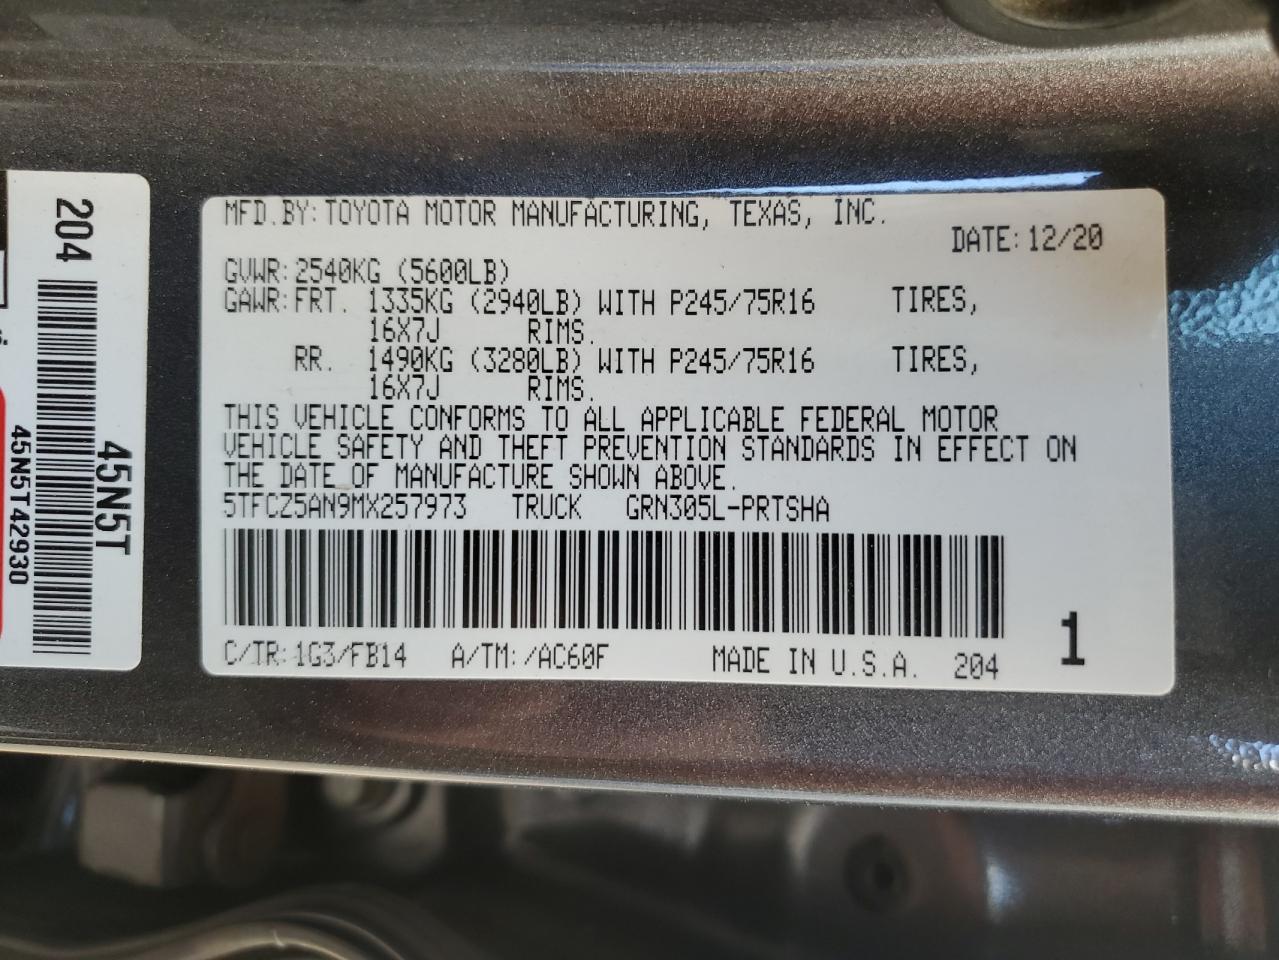 MFD.BY:TOYOTA MOTOR MANUFACTURING, TEXAS, INC.
DATE:12/20
GVWR:2540KG (5600LB)
GAWR:FRT. 1335KG (2940LB) WITH P245/75R16 TIRES,
16X7J RIMS.
RR. 1490KG (3280LB) WITH P245/75R16 TIRES,
16X7J RIMS.
THIS VEHICLE CONFORMS TO ALL APPLICABLE FEDERAL MOTOR
VEHICLE SAFETY AND THEFT PREVENTION STANDARDS IN EFFECT ON
THE DATE OF MANUFACTURE SHOWN ABOVE.
5TFCZ5AN9MX257973 TRUCK GRN305L-PRTSHA
C/TR:1G3/FB14 A/TM:/AC60F MADE IN U.S.A. 204
1
204
45N5T
45N5T42930